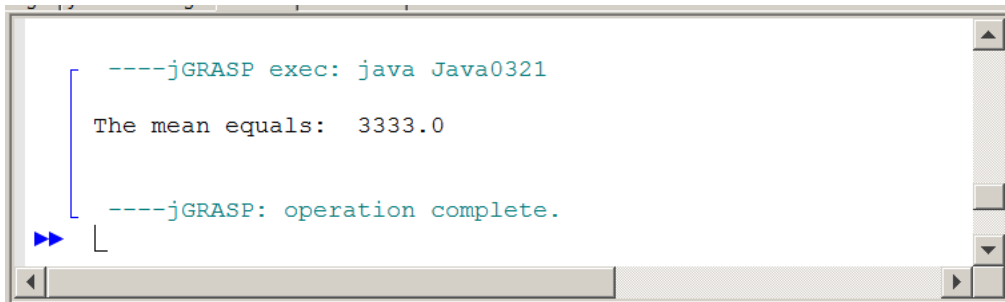 ----jGRASP exec: java Java0321
The mean equals:  3333.0
----jGRASP: operation complete.